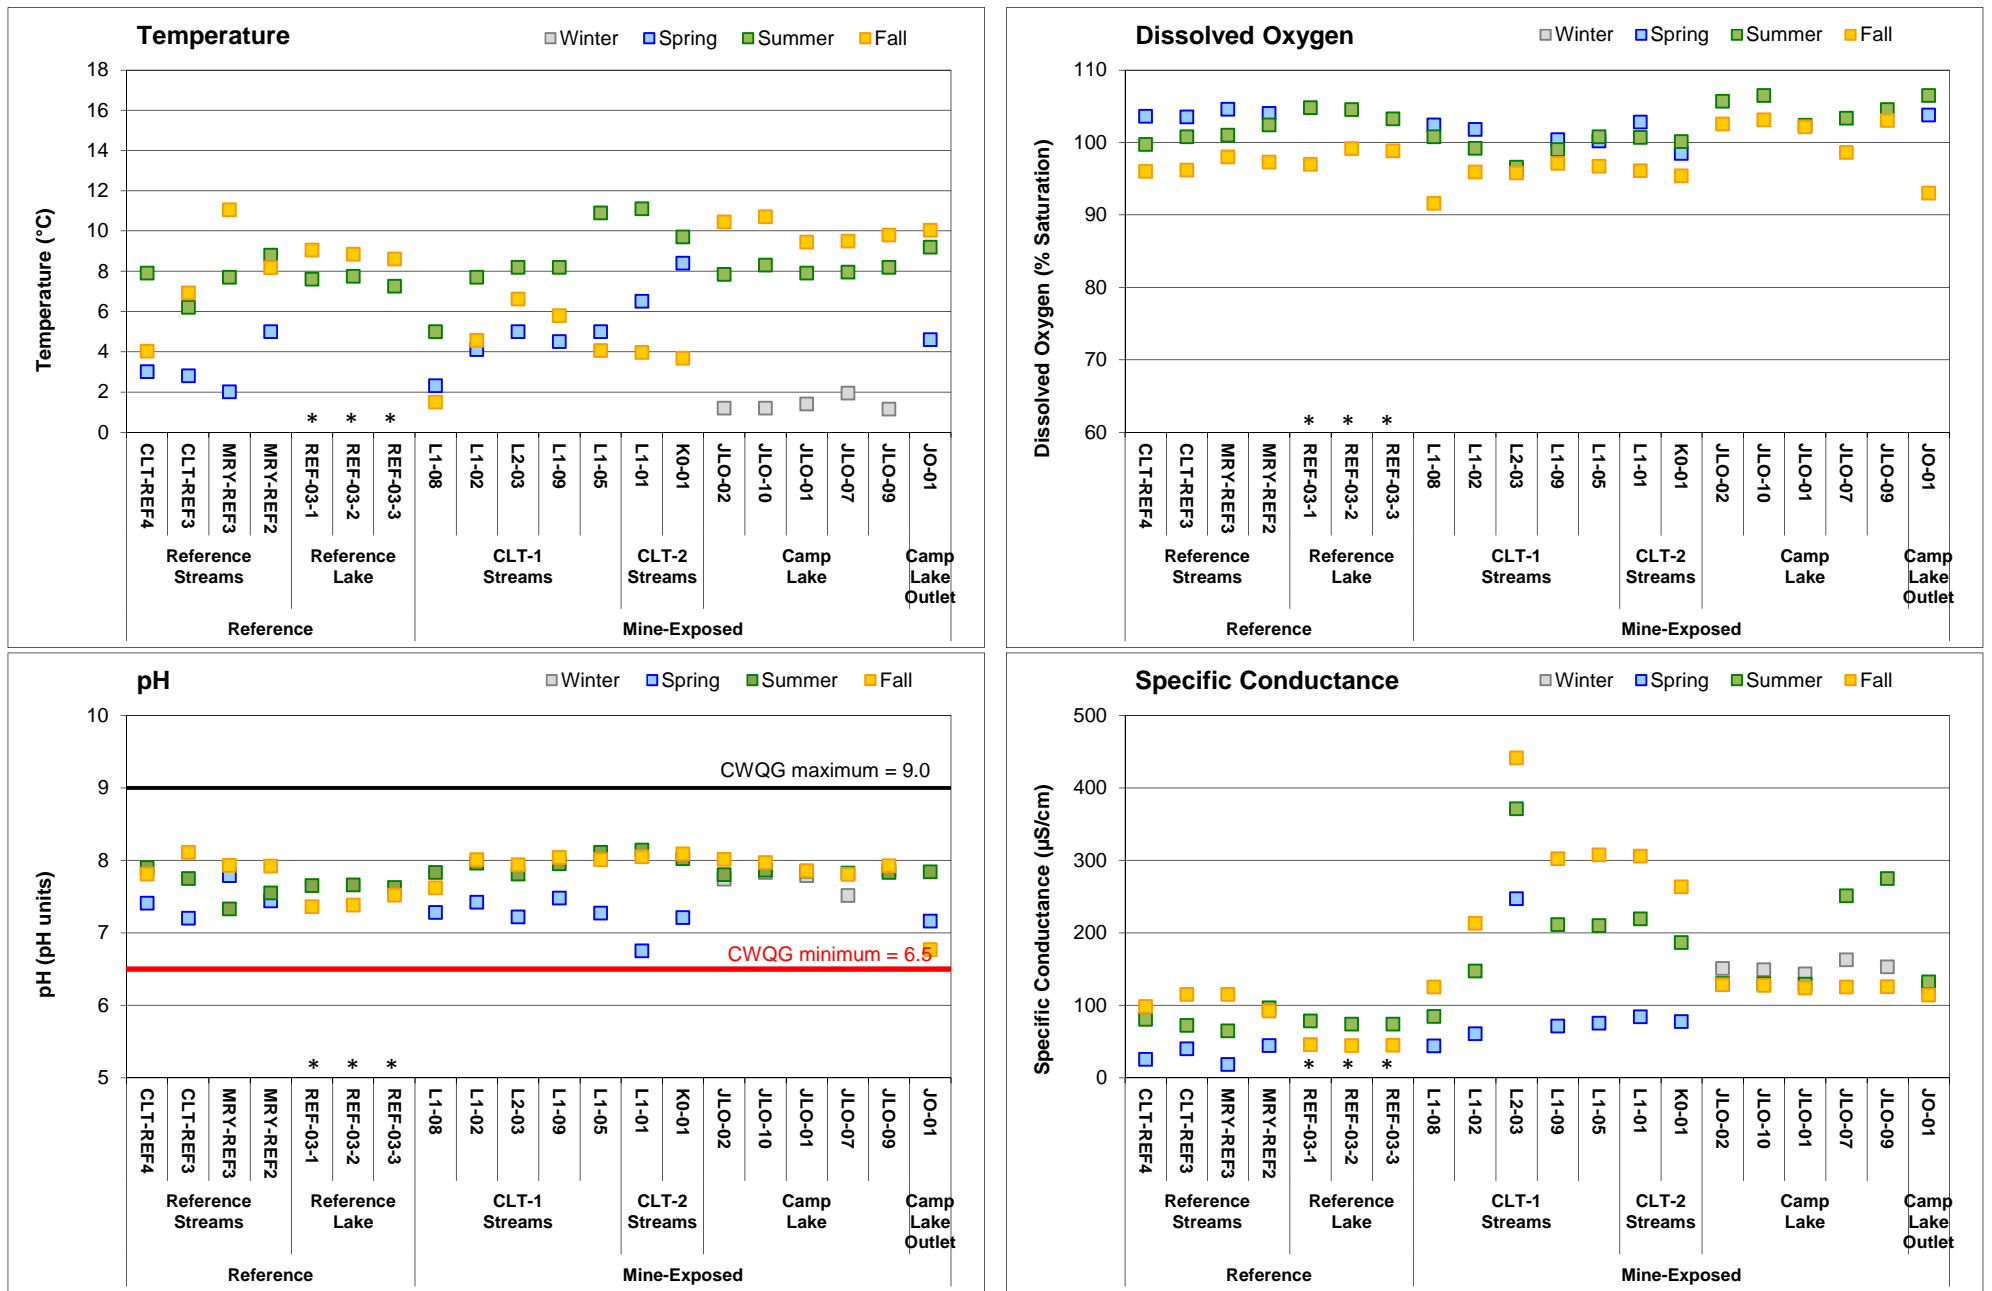 Temperature
Winter Spring Summer Fall
18
16
14
12
10
8
6
4
2
0
Temperature (°C)
* * *
CLT-REF4 CLT-REF3 MRY-REF3 MRY-REF2 REF-03-1 REF-03-2 REF-03-3 L1-08 L1-02 L2-03 L1-09 L1-05 L1-01 K0-01 JLO-02 JLO-10 JLO-01 JLO-07 JLO-09 JO-01
Reference Reference CLT-1 CLT-2 Camp Camp
Streams Lake Streams Streams Lake Lake
Outlet
Reference Mine-Exposed
Dissolved Oxygen
Winter Spring Summer Fall
110
100
90
80
70
60
Dissolved Oxygen (% Saturation)
* * *
CLT-REF4 CLT-REF3 MRY-REF3 MRY-REF2 REF-03-1 REF-03-2 REF-03-3 L1-08 L1-02 L2-03 L1-09 L1-05 L1-01 K0-01 JLO-02 JLO-10 JLO-01 JLO-07 JLO-09 JO-01
Reference Reference CLT-1 CLT-2 Camp Camp
Streams Lake Streams Streams Lake Lake
Outlet
Reference Mine-Exposed
pH
Winter Spring Summer Fall
10
9
8
7
6
5
pH (pH units)
CWQG maximum = 9.0
CWQG minimum = 6.5
* * *
CLT-REF4 CLT-REF3 MRY-REF3 MRY-REF2 REF-03-1 REF-03-2 REF-03-3 L1-08 L1-02 L2-03 L1-09 L1-05 L1-01 K0-01 JLO-02 JLO-10 JLO-01 JLO-07 JLO-09 JO-01
Reference Reference CLT-1 CLT-2 Camp Camp
Streams Lake Streams Streams Lake Lake
Outlet
Reference Mine-Exposed
Specific Conductance
Winter Spring Summer Fall
500
400
300
200
100
0
Specific Conductance (µS/cm)
* * *
CLT-REF4 CLT-REF3 MRY-REF3 MRY-REF2 REF-03-1 REF-03-2 REF-03-3 L1-08 L1-02 L2-03 L1-09 L1-05 L1-01 K0-01 JLO-02 JLO-10 JLO-01 JLO-07 JLO-09 JO-01
Reference Reference CLT-1 CLT-2 Camp Camp
Streams Lake Streams Streams Lake Lake
Outlet
Reference Mine-Exposed